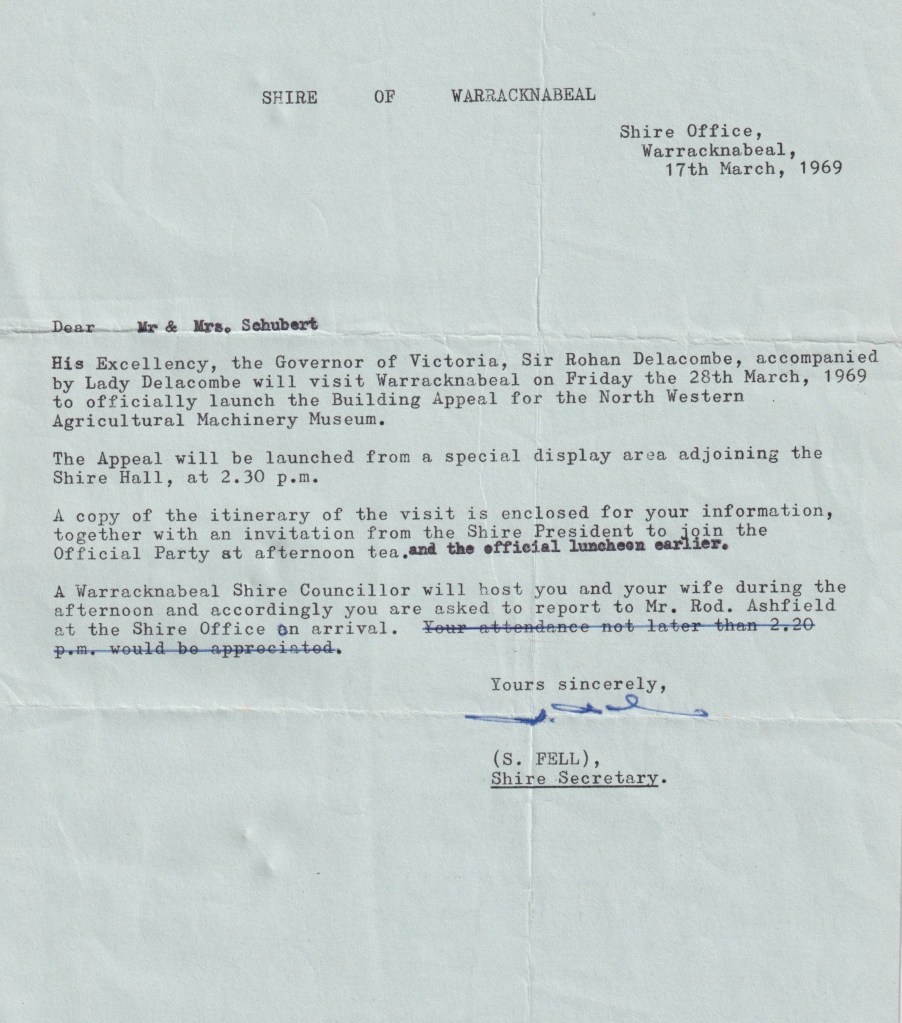 SHIRE OF WARRACKNABEAL
Shire Office,
Warracknabeal,
17th March, 1969
Dear Mr & Mrs. Schubert
His Excellency, the Governor of Victoria, Sir Rohan Delacombe, accompanied
by Lady Delacombe will visit Warracknabeal on Friday the 28th March, 1969
to officially launch the Building Appeal for the North Western
Agricultural Machinery Museum.
The Appeal will be launched from a special display area adjoining the
Shire Hall, at 2.30 p.m.
A copy of the itinerary of the visit is enclosed for your information,
together with an invitation from the Shire President to join the
Official Party at afternoon tea.and the official luncheon earlier.
A Warracknabeal Shire Councillor will host you and your wife during the
afternoon and accordingly you are asked to report to Mr. Rod. Ashfield
at the Shire Office on arrival. Your attendance not later than 2.20
p.m. would be appreciated.
Yours sincerely,
(S. FELL),
Shire Secretary.